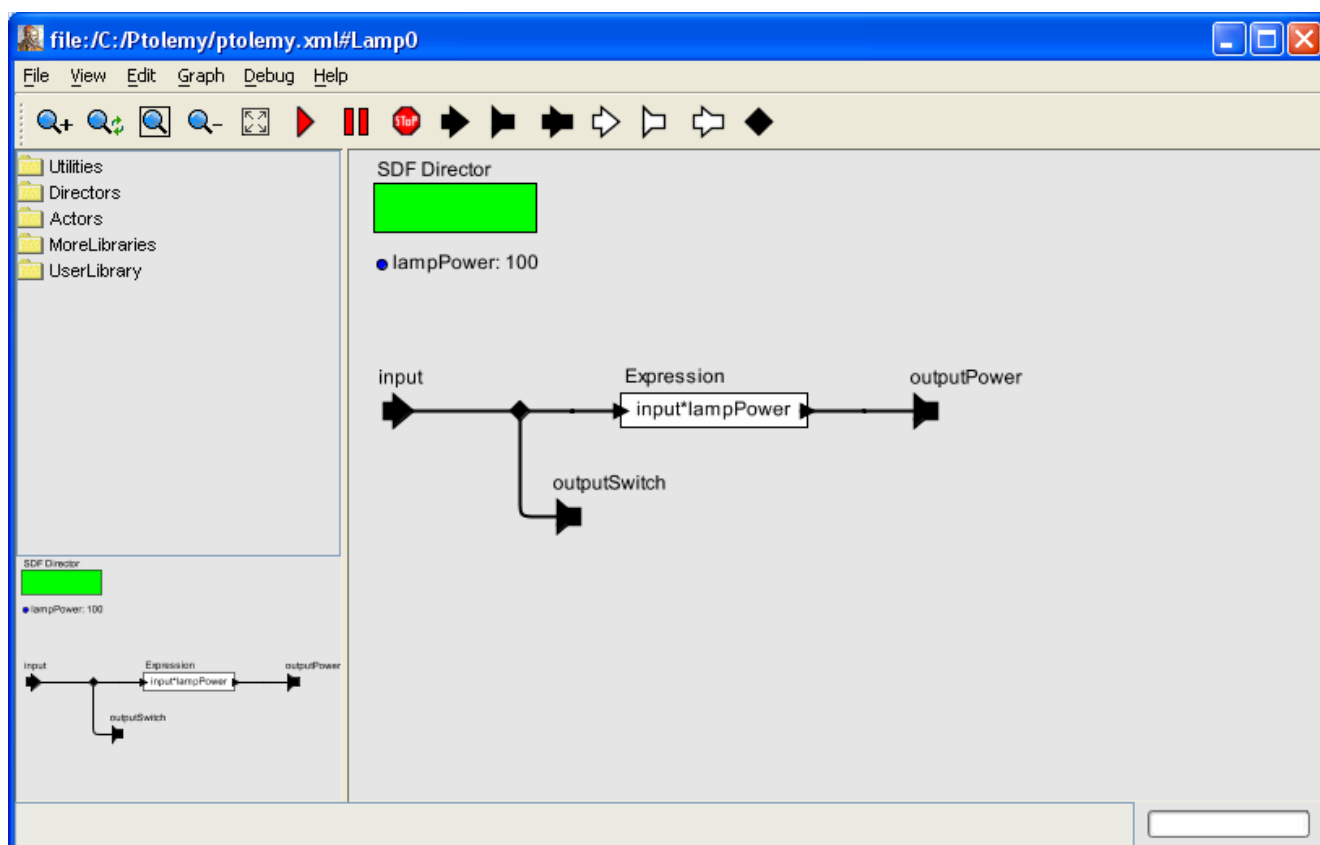 file:/C:/Ptolemy/ptolemy.xml#Lamp0
File View Edit Graph Debug Help
STOP
Utilities
Directors
Actors
MoreLibraries
UserLibrary
SDF Director
lampPower: 100
input
Expression
outputPower
input*lampPower
outputSwitch
SDF Director
lampPower: 100
input
Expression
outputPower
input*lampPower
outputSwitch